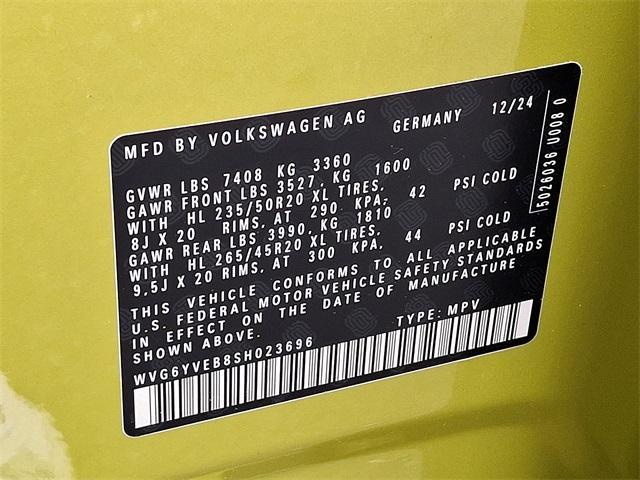 MFD BY VOLKSWAGEN AG GERMANY 12/24
GVWR LBS 7408 KG 3360
GAWR FRONT LBS 3527, KG 1600
WITH HL 235/50R20 XL TIRES,
8J X 20 RIMS, AT 290 KPA, 42 PSI COLD
GAWR REAR LBS 3990, KG 1810
WITH HL 265/45R20 XL TIRES,
9,5J X 20 RIMS, AT 300 KPA, 44 PSI COLD
THIS VEHICLE CONFORMS TO ALL APPLICABLE
U.S. FEDERAL MOTOR VEHICLE SAFETY STANDARDS
IN EFFECT ON THE DATE OF MANUFACTURE
SHOWN ABOVE.
TYPE: MPV
WVG6YVEB8SH023696
5026036 U008 0